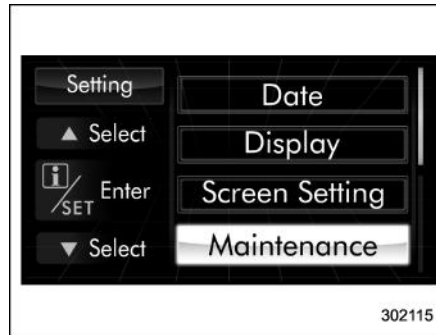 Setting
▲ Select
i/SET Enter
▼ Select
Date
Display
Screen Setting
Maintenance
302115